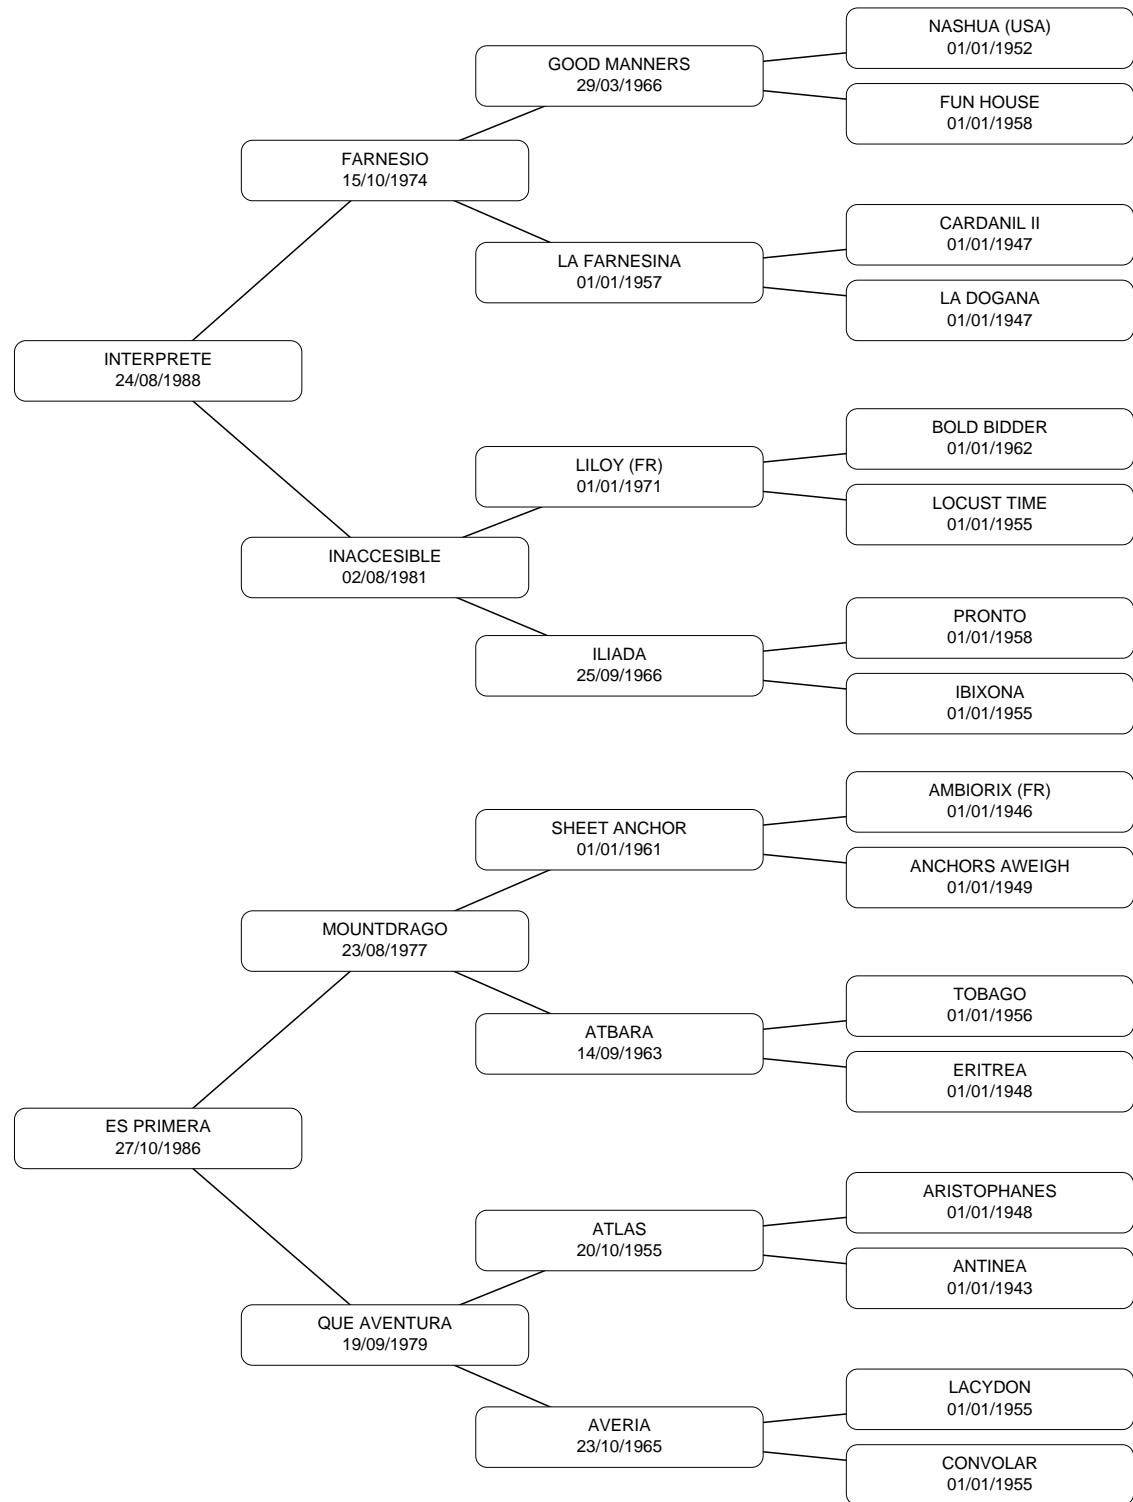 NASHUA (USA)
01/01/1952
GOOD MANNERS
29/03/1966
FUN HOUSE
01/01/1958
FARNESIO
15/10/1974
CARDANIL II
01/01/1947
LA FARNESINA
01/01/1957
LA DOGANA
01/01/1947
INTERPRETE
24/08/1988
BOLD BIDDER
01/01/1962
LILOY (FR)
01/01/1971
LOCUST TIME
01/01/1955
INACCESIBLE
02/08/1981
PRONTO
01/01/1958
ILIADA
25/09/1966
IBIXONA
01/01/1955
AMBIORIX (FR)
01/01/1946
SHEET ANCHOR
01/01/1961
ANCHORS AWEIGH
01/01/1949
MOUNTDRAGO
23/08/1977
TOBAGO
01/01/1956
ATBARA
14/09/1963
ERITREA
01/01/1948
ES PRIMERA
27/10/1986
ARISTOPHANES
01/01/1948
ATLAS
20/10/1955
ANTINEA
01/01/1943
QUE AVENTURA
19/09/1979
LACYDON
01/01/1955
AVERIA
23/10/1965
CONVOLAR
01/01/1955